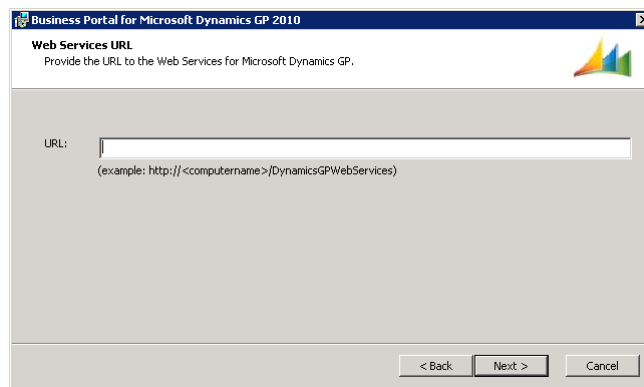 Business Portal for Microsoft Dynamics GP 2010
Web Services URL
Provide the URL to the Web Services for Microsoft Dynamics GP.
URL:
(example: http://<computername>/DynamicsGPWebServices)
< Back Next > Cancel